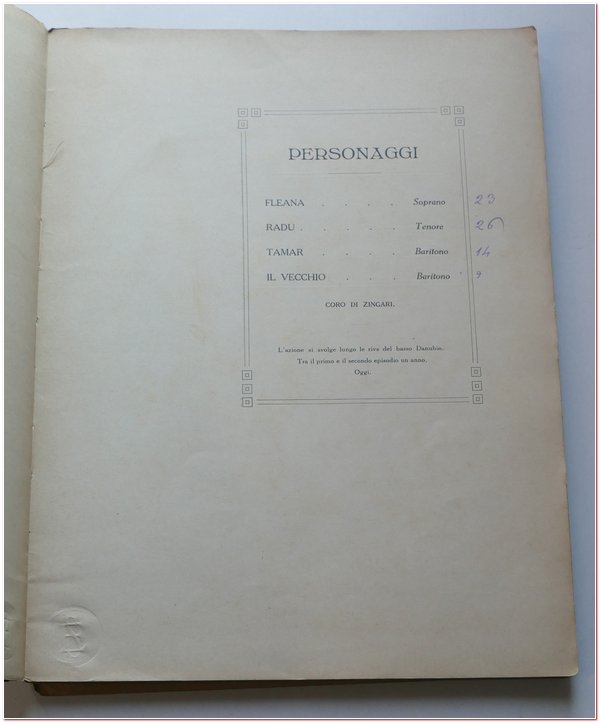 PERSONAGGI
FLEANA . . . . Soprano 23
RADU . . . . . Tenore 26
TAMAR . . . . Baritono 14
IL VECCHIO . . . Baritono 9
CORO DI ZINGARI.
L'azione si svolge lungo le rive del basso Danubio.
Tra il primo e il secondo episodio un anno.
Oggi.